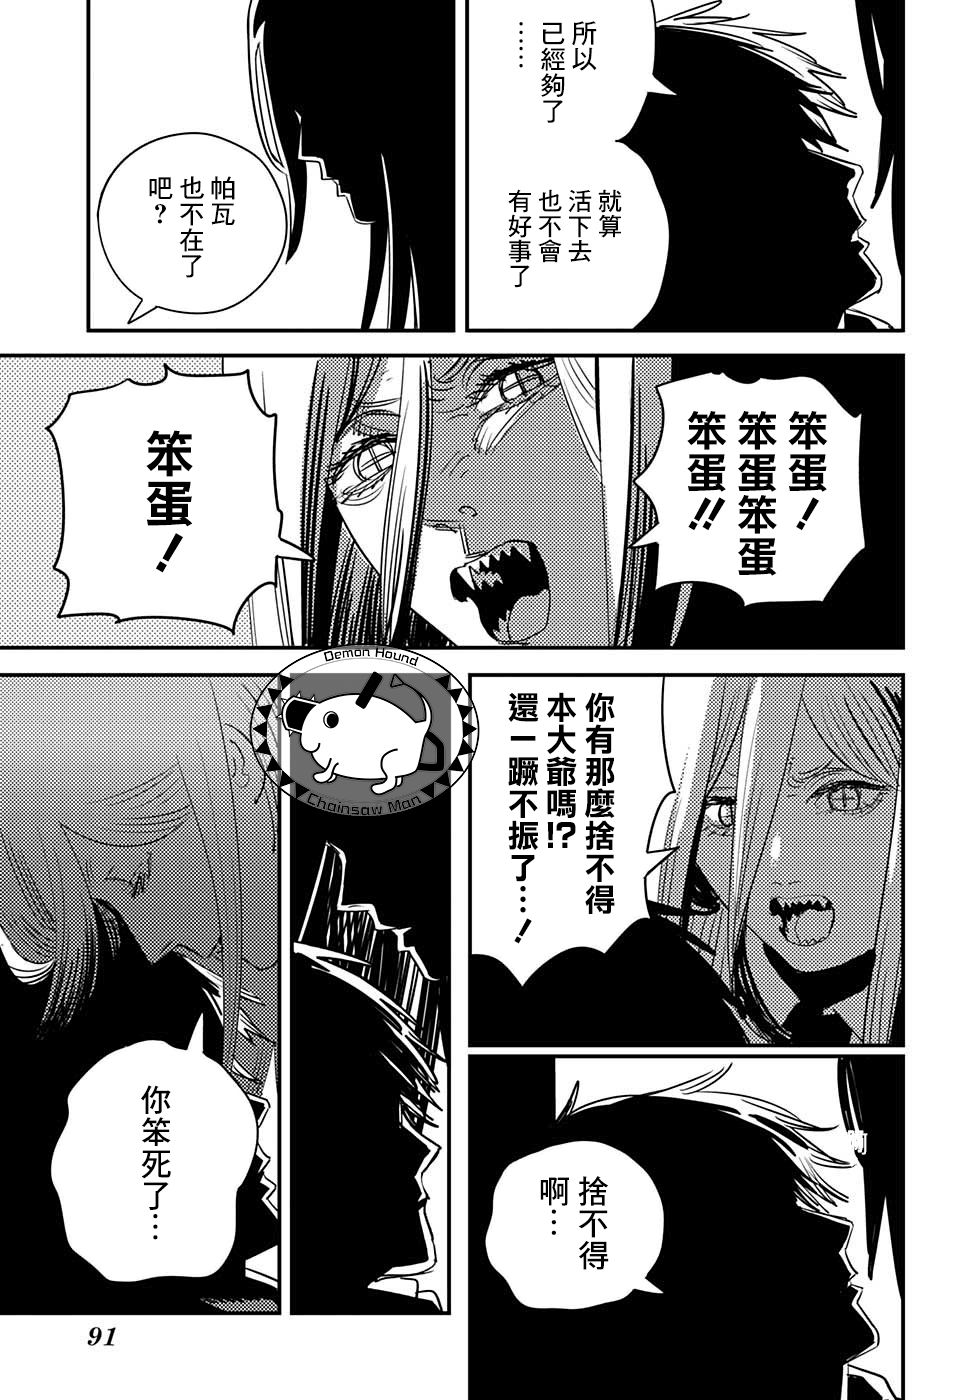 所以
已經夠了
……
就算
活下去
也不會
有好事了
帕瓦
也不在了
吧？
笨蛋！
笨蛋笨蛋
笨蛋！！
笨蛋！
你有那麼捨不得
本大爺嗎！？
還一蹶不振了…！
捨不得
啊…
你笨死了…
Demon Hound
Chainsaw Man
91